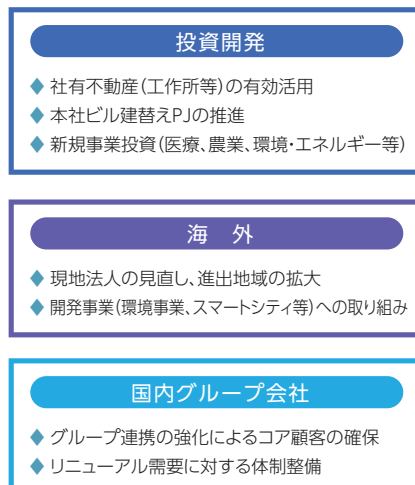 投資開発
◆ 社有不動産(工作所等)の有効活用
◆ 本社ビル建替えPJの推進
◆ 新規事業投資(医療、農業、環境・エネルギー等)
海 外
◆ 現地法人の見直し、進出地域の拡大
◆ 開発事業(環境事業、スマートシティ等)への取り組み
国内グループ会社
◆ グループ連携の強化によるコア顧客の確保
◆ リニューアル需要に対する体制整備